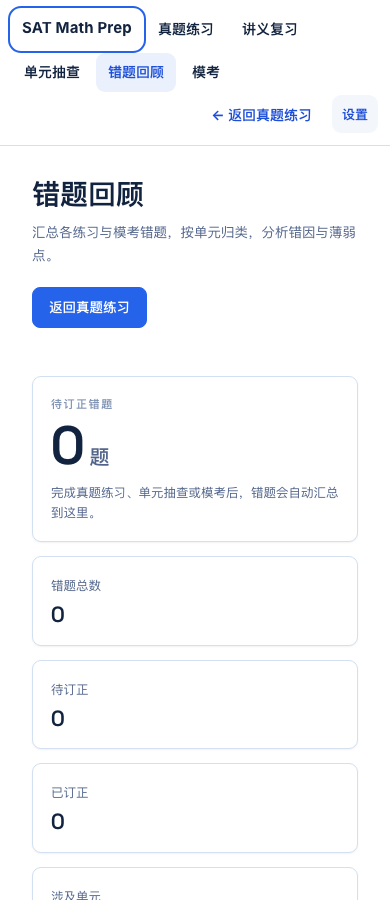 SAT Math Prep
真题练习
讲义复习
单元抽查
错题回顾
模考
← 返回真题练习
设置
错题回顾
汇总各练习与模考错题，按单元归类，分析错因与薄弱
点。
返回真题练习
待订正错题
0 题
完成真题练习、单元抽查或模考后，错题会自动汇总
到这里。
错题总数
0
待订正
0
已订正
0
涉及单元